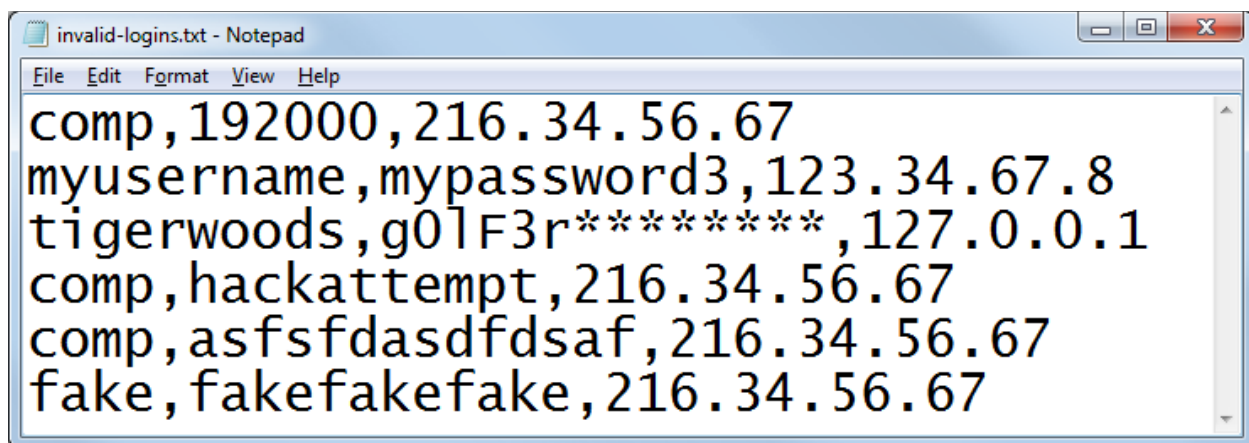 invalid-logins.txt - Notepad
File Edit Format View Help
comp,192000,216.34.56.67
myusername,mypassword3,123.34.67.8
tigerwoods,g0lF3r********,127.0.0.1
comp,hackattempt,216.34.56.67
comp,asfsfdasdfdsaf,216.34.56.67
fake,fakefakefake,216.34.56.67